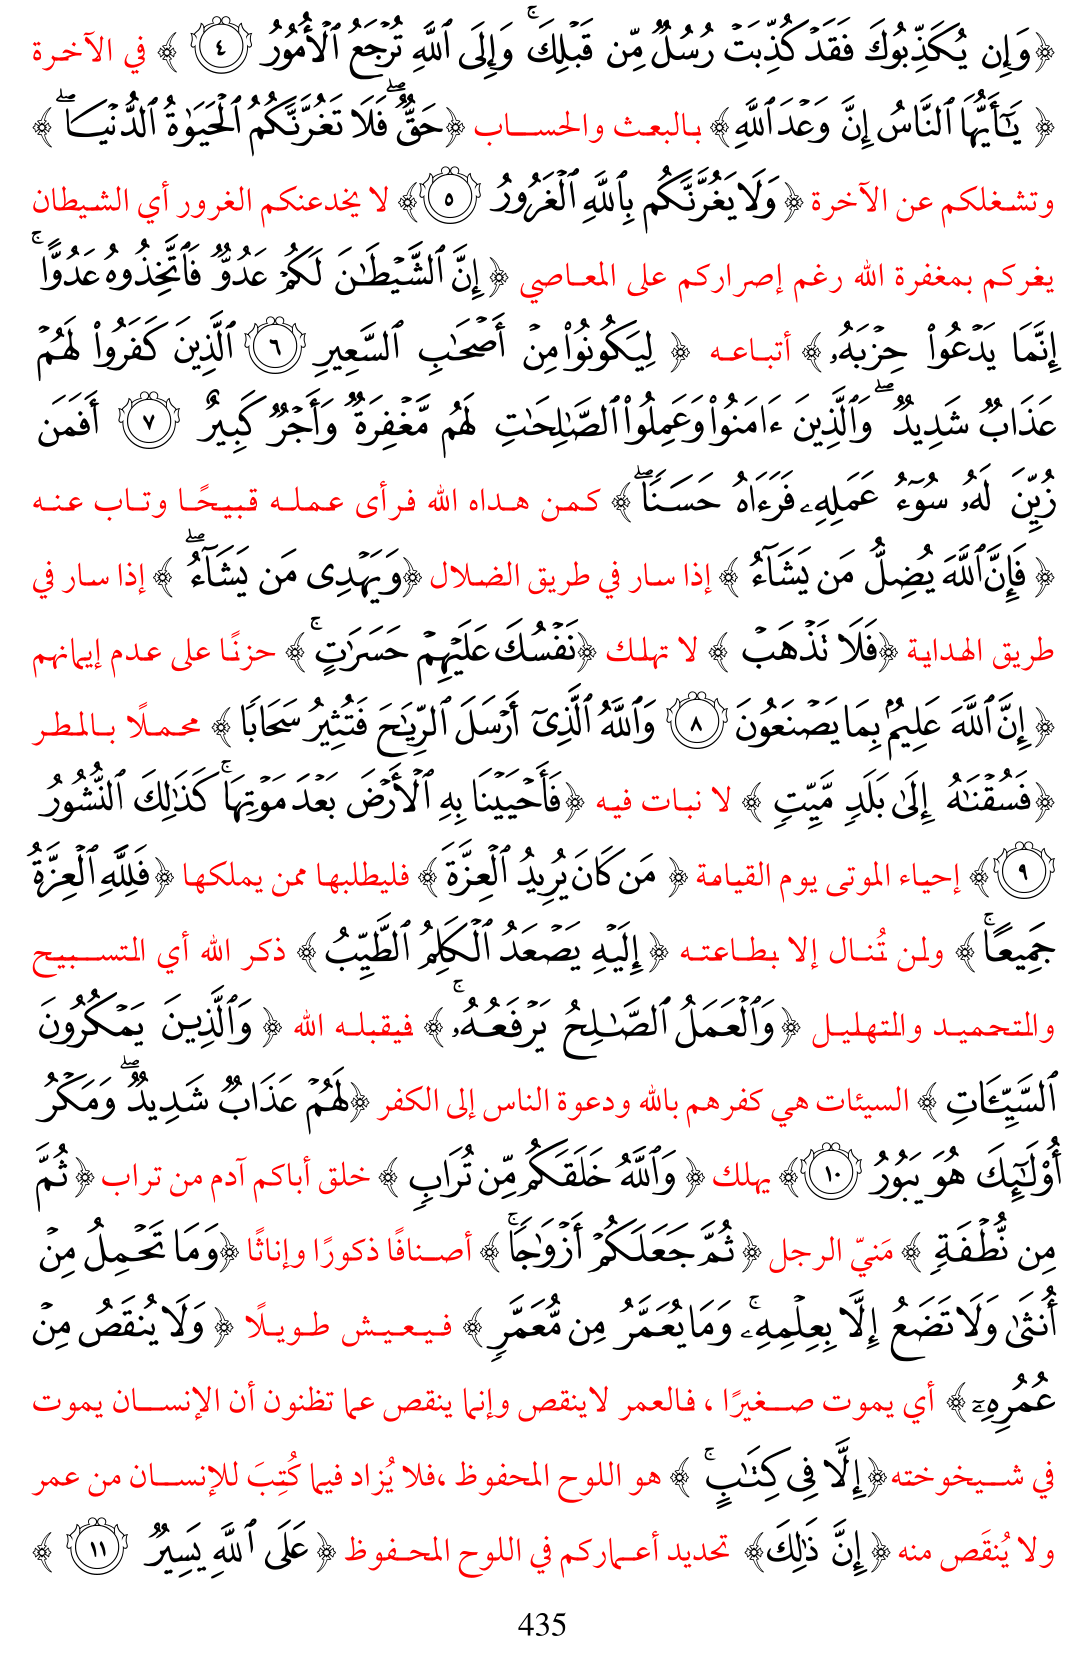 ﴿وَإِن يُكَذِّبُوكَ فَقَدْ كُذِّبَتْ رُسُلٌ مِّن قَبْلِكَ ۚ وَإِلَى ٱللَّهِ تُرْجَعُ ٱلْأُمُورُ ٤ ﴾ في الآخرة
﴿ يَـٰٓأَيُّهَا ٱلنَّاسُ إِنَّ وَعْدَ ٱللَّهِ﴾ بالبعث والحساب ﴿حَقٌّ ۖ فَلَا تَغُرَّنَّكُمُ ٱلْحَيَوٰةُ ٱلدُّنْيَا ۖ ﴾
وتشغلكم عن الآخرة ﴿وَلَا يَغُرَّنَّكُم بِٱللَّهِ ٱلْغَرُورُ ٥﴾ لا يخدعنكم الغرور أي الشيطان
يغركم بمغفرة الله رغم إصراركم على المعاصي ﴿إِنَّ ٱلشَّيْطَـٰنَ لَكُمْ عَدُوٌّ فَٱتَّخِذُوهُ عَدُوًّا ۚ
إِنَّمَا يَدْعُوا۟ حِزْبَهُۥ﴾ أتباعه ﴿ لِيَكُونُوا۟ مِنْ أَصْحَـٰبِ ٱلسَّعِيرِ ٦ ٱلَّذِينَ كَفَرُوا۟ لَهُمْ
عَذَابٌ شَدِيدٌ ۖ وَٱلَّذِينَ ءَامَنُوا۟ وَعَمِلُوا۟ ٱلصَّـٰلِحَـٰتِ لَهُم مَّغْفِرَةٌ وَأَجْرٌ كَبِيرٌ ٧ أَفَمَن
زُيِّنَ لَهُۥ سُوٓءُ عَمَلِهِۦ فَرَءَاهُ حَسَنًا ۖ﴾ كمن هداه الله فرأى عمله قبيحًا وتاب عنه
﴿ فَإِنَّ ٱللَّهَ يُضِلُّ مَن يَشَآءُ ﴾ إذا سار في طريق الضلال ﴿وَيَهْدِى مَن يَشَآءُ ۖ ﴾ إذا سار في
طريق الهداية ﴿فَلَا تَذْهَبْ ﴾ لا تهلك ﴿نَفْسُكَ عَلَيْهِمْ حَسَرَٰتٍ ۚ ﴾ حزنًا على عدم إيمانهم
﴿ إِنَّ ٱللَّهَ عَلِيمٌۢ بِمَا يَصْنَعُونَ ٨ وَٱللَّهُ ٱلَّذِىٓ أَرْسَلَ ٱلرِّيَـٰحَ فَتُثِيرُ سَحَابًا ﴾ محملًا بالمطر
﴿فَسُقْنَـٰهُ إِلَىٰ بَلَدٍ مَّيِّتٍ ﴾ لا نبات فيه ﴿فَأَحْيَيْنَا بِهِ ٱلْأَرْضَ بَعْدَ مَوْتِهَا ۚ كَذَٰلِكَ ٱلنُّشُورُ
٩ ﴾ إحياء الموتى يوم القيامة ﴿ مَن كَانَ يُرِيدُ ٱلْعِزَّةَ ﴾ فليطلبها ممن يملكها ﴿فَلِلَّهِ ٱلْعِزَّةُ
جَمِيعًا ۚ ﴾ ولن تُنال إلا بطاعته ﴿ إِلَيْهِ يَصْعَدُ ٱلْكَلِمُ ٱلطَّيِّبُ ﴾ ذكر الله أي التسبيح
والتحميد والتهليل ﴿وَٱلْعَمَلُ ٱلصَّـٰلِحُ يَرْفَعُهُۥ ۚ ﴾ فيقبله الله ﴿ وَٱلَّذِينَ يَمْكُرُونَ
ٱلسَّيِّـَٔاتِ ﴾ السيئات هي كفرهم بالله ودعوة الناس إلى الكفر ﴿لَهُمْ عَذَابٌ شَدِيدٌ ۖ وَمَكْرُ
أُو۟لَـٰٓئِكَ هُوَ يَبُورُ ١٠﴾ يهلك ﴿ وَٱللَّهُ خَلَقَكُم مِّن تُرَابٍ ﴾ خلق أباكم آدم من تراب ﴿ ثُمَّ
مِن نُّطْفَةٍ ﴾ مَنيّ الرجل ﴿ ثُمَّ جَعَلَكُمْ أَزْوَٰجًا ۚ ﴾ أصنافًا ذكورًا وإناثًا ﴿وَمَا تَحْمِلُ مِنْ
أُنثَىٰ وَلَا تَضَعُ إِلَّا بِعِلْمِهِۦ ۚ وَمَا يُعَمَّرُ مِن مُّعَمَّرٍ ﴾ فيعيش طويلًا ﴿ وَلَا يُنقَصُ مِنْ
عُمُرِهِۦٓ ﴾ أي يموت صغيرًا ، فالعمر لاينقص وإنما ينقص عما تظنون أن الإنسان يموت
في شيخوخته ﴿إِلَّا فِى كِتَـٰبٍ ۚ ﴾ هو اللوح المحفوظ ،فلا يُزاد فيما كُتِبَ للإنسان من عمر
ولا يُنقَص منه ﴿ إِنَّ ذَٰلِكَ﴾ تحديد أعماركم في اللوح المحفوظ ﴿عَلَى ٱللَّهِ يَسِيرٌ ١١ ﴾
435